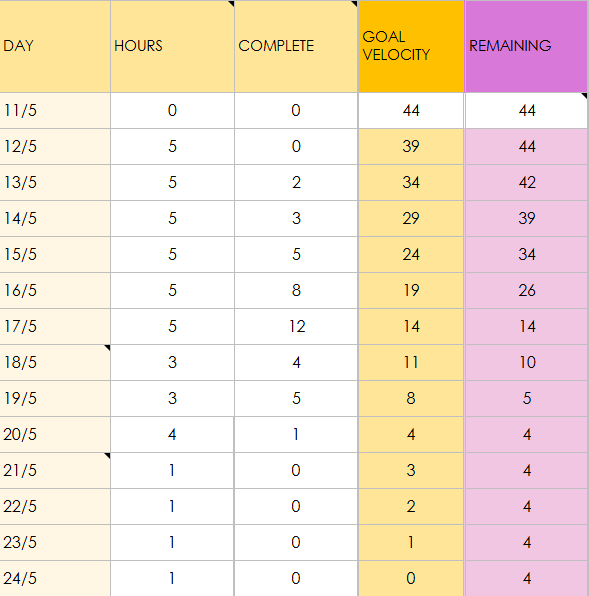 DAY HOURS COMPLETE GOAL VELOCITY REMAINING
11/5 0 0 44 44
12/5 5 0 39 44
13/5 5 2 34 42
14/5 5 3 29 39
15/5 5 5 24 34
16/5 5 8 19 26
17/5 5 12 14 14
18/5 3 4 11 10
19/5 3 5 8 5
20/5 4 1 4 4
21/5 1 0 3 4
22/5 1 0 2 4
23/5 1 0 1 4
24/5 1 0 0 4